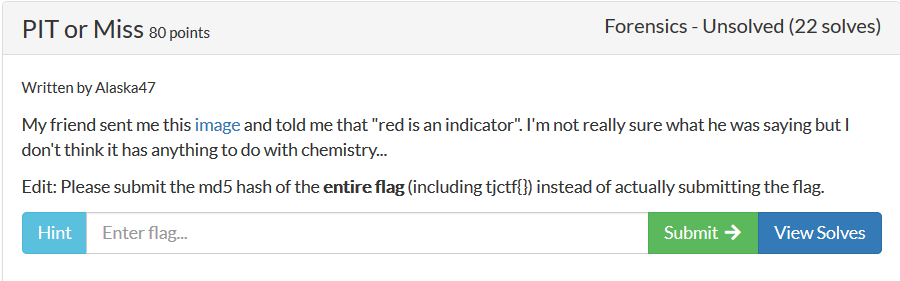 PIT or Miss 80 points
Forensics - Unsolved (22 solves)
Written by Alaska47
My friend sent me this image and told me that "red is an indicator". I'm not really sure what he was saying but I
don't think it has anything to do with chemistry...
Edit: Please submit the md5 hash of the entire flag (including tjctf{}) instead of actually submitting the flag.
Hint
Enter flag...
Submit →
View Solves